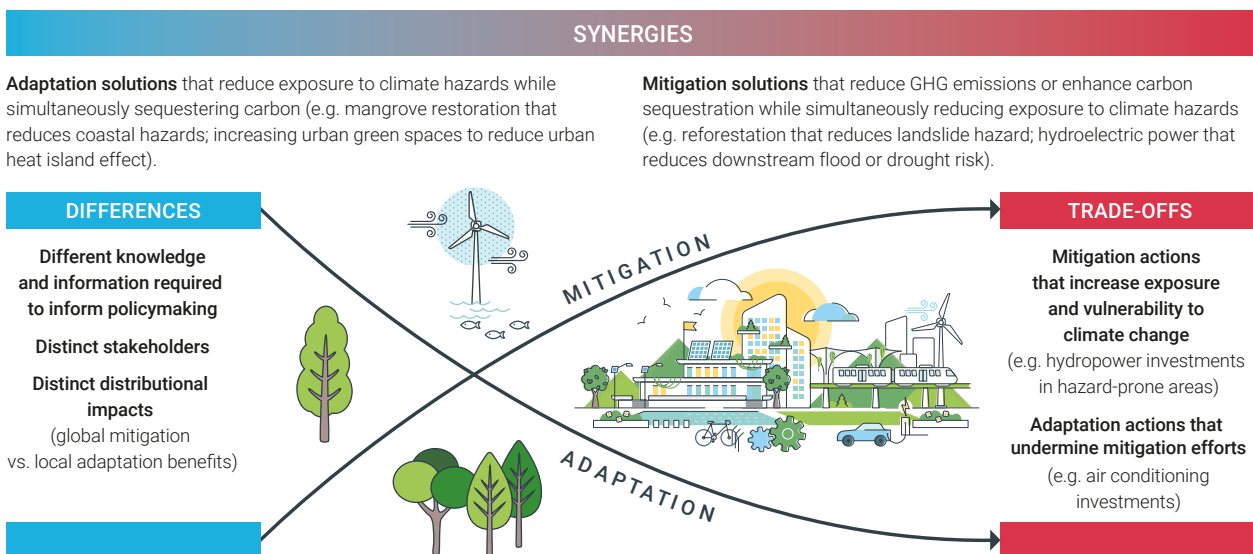 SYNERGIES
Adaptation solutions that reduce exposure to climate hazards while
simultaneously sequestering carbon (e.g. mangrove restoration that
reduces coastal hazards; increasing urban green spaces to reduce urban
heat island effect).
Mitigation solutions that reduce GHG emissions or enhance carbon
sequestration while simultaneously reducing exposure to climate hazards
(e.g. reforestation that reduces landslide hazard; hydroelectric power that
reduces downstream flood or drought risk).
DIFFERENCES
Different knowledge
and information required
to inform policymaking
Distinct stakeholders
Distinct distributional
impacts
(global mitigation
vs. local adaptation benefits)
MITIGATION
ADAPTATION
TRADE-OFFS
Mitigation actions
that increase exposure
and vulnerability to
climate change
(e.g. hydropower investments
in hazard-prone areas)
Adaptation actions that
undermine mitigation efforts
(e.g. air conditioning
investments)